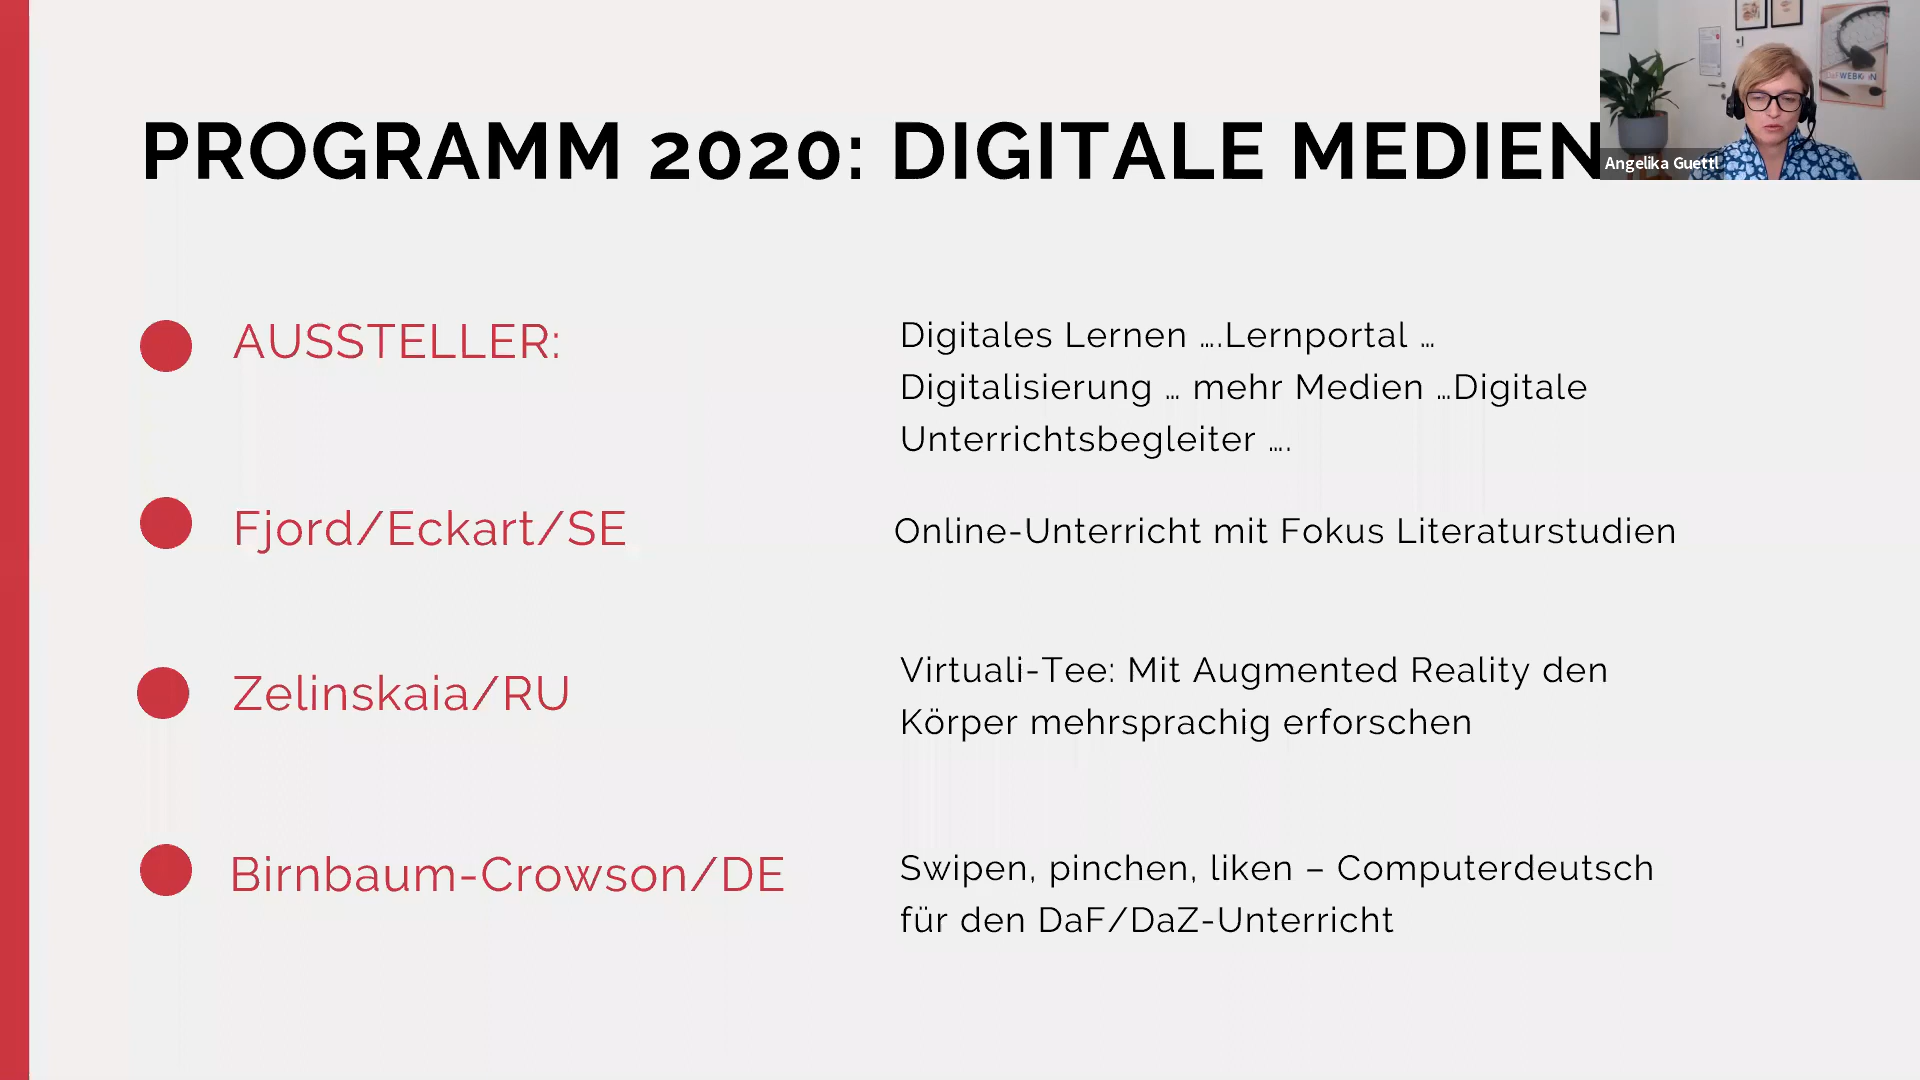 PROGRAMM 2020: DIGITALE MEDIEN
DaFWEBKON
Angelika Guettl
AUSSTELLER:
Digitales Lernen ....Lernportal ...
Digitalisierung ... mehr Medien ...Digitale
Unterrichtsbegleiter ....
Fjord/Eckart/SE
Online-Unterricht mit Fokus Literaturstudien
Zelinskaia/RU
Virtuali-Tee: Mit Augmented Reality den
Körper mehrsprachig erforschen
Birnbaum-Crowson/DE
Swipen, pinchen, liken – Computerdeutsch
für den DaF/DaZ-Unterricht